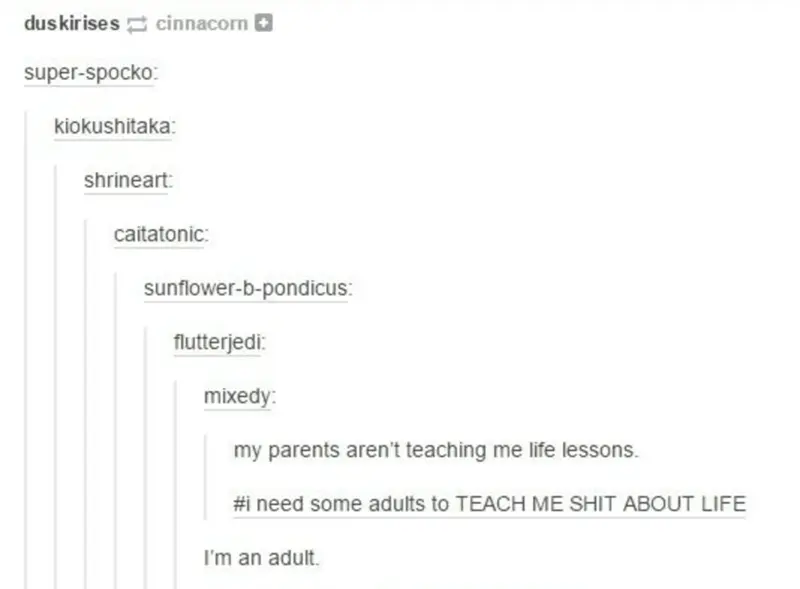 duskirises cinnacorn
super-spocko:
kiokushitaka:
shrineart:
caitatonic:
sunflower-b-pondicus:
flutterjedi:
mixedy:
my parents aren't teaching me life lessons.
#i need some adults to TEACH ME SHIT ABOUT LIFE
I'm an adult.